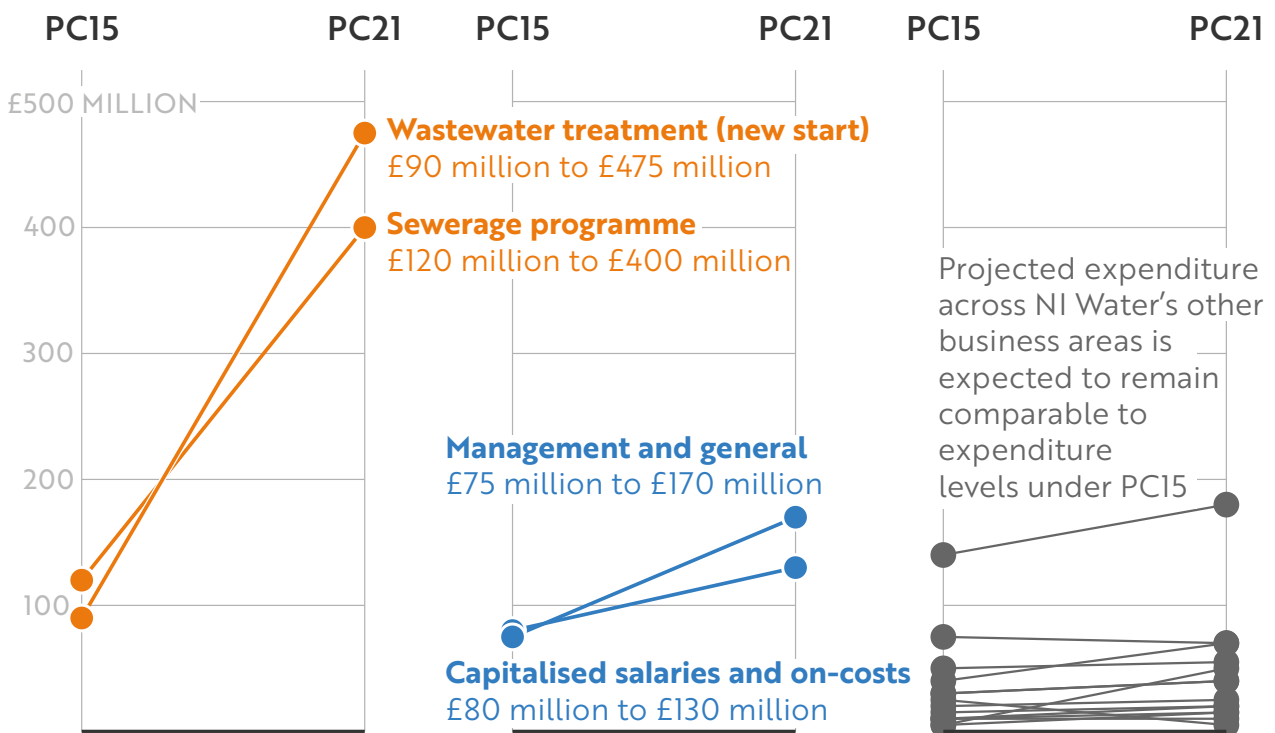 PC15
PC21
PC15
PC21
PC15
PC21
£500 MILLION
400
300
200
100
Wastewater treatment (new start)
£90 million to £475 million
Sewerage programme
£120 million to £400 million
Management and general
£75 million to £170 million
Capitalised salaries and on-costs
£80 million to £130 million
Projected expenditure
across NI Water’s other
business areas is
expected to remain
comparable to
expenditure
levels under PC15